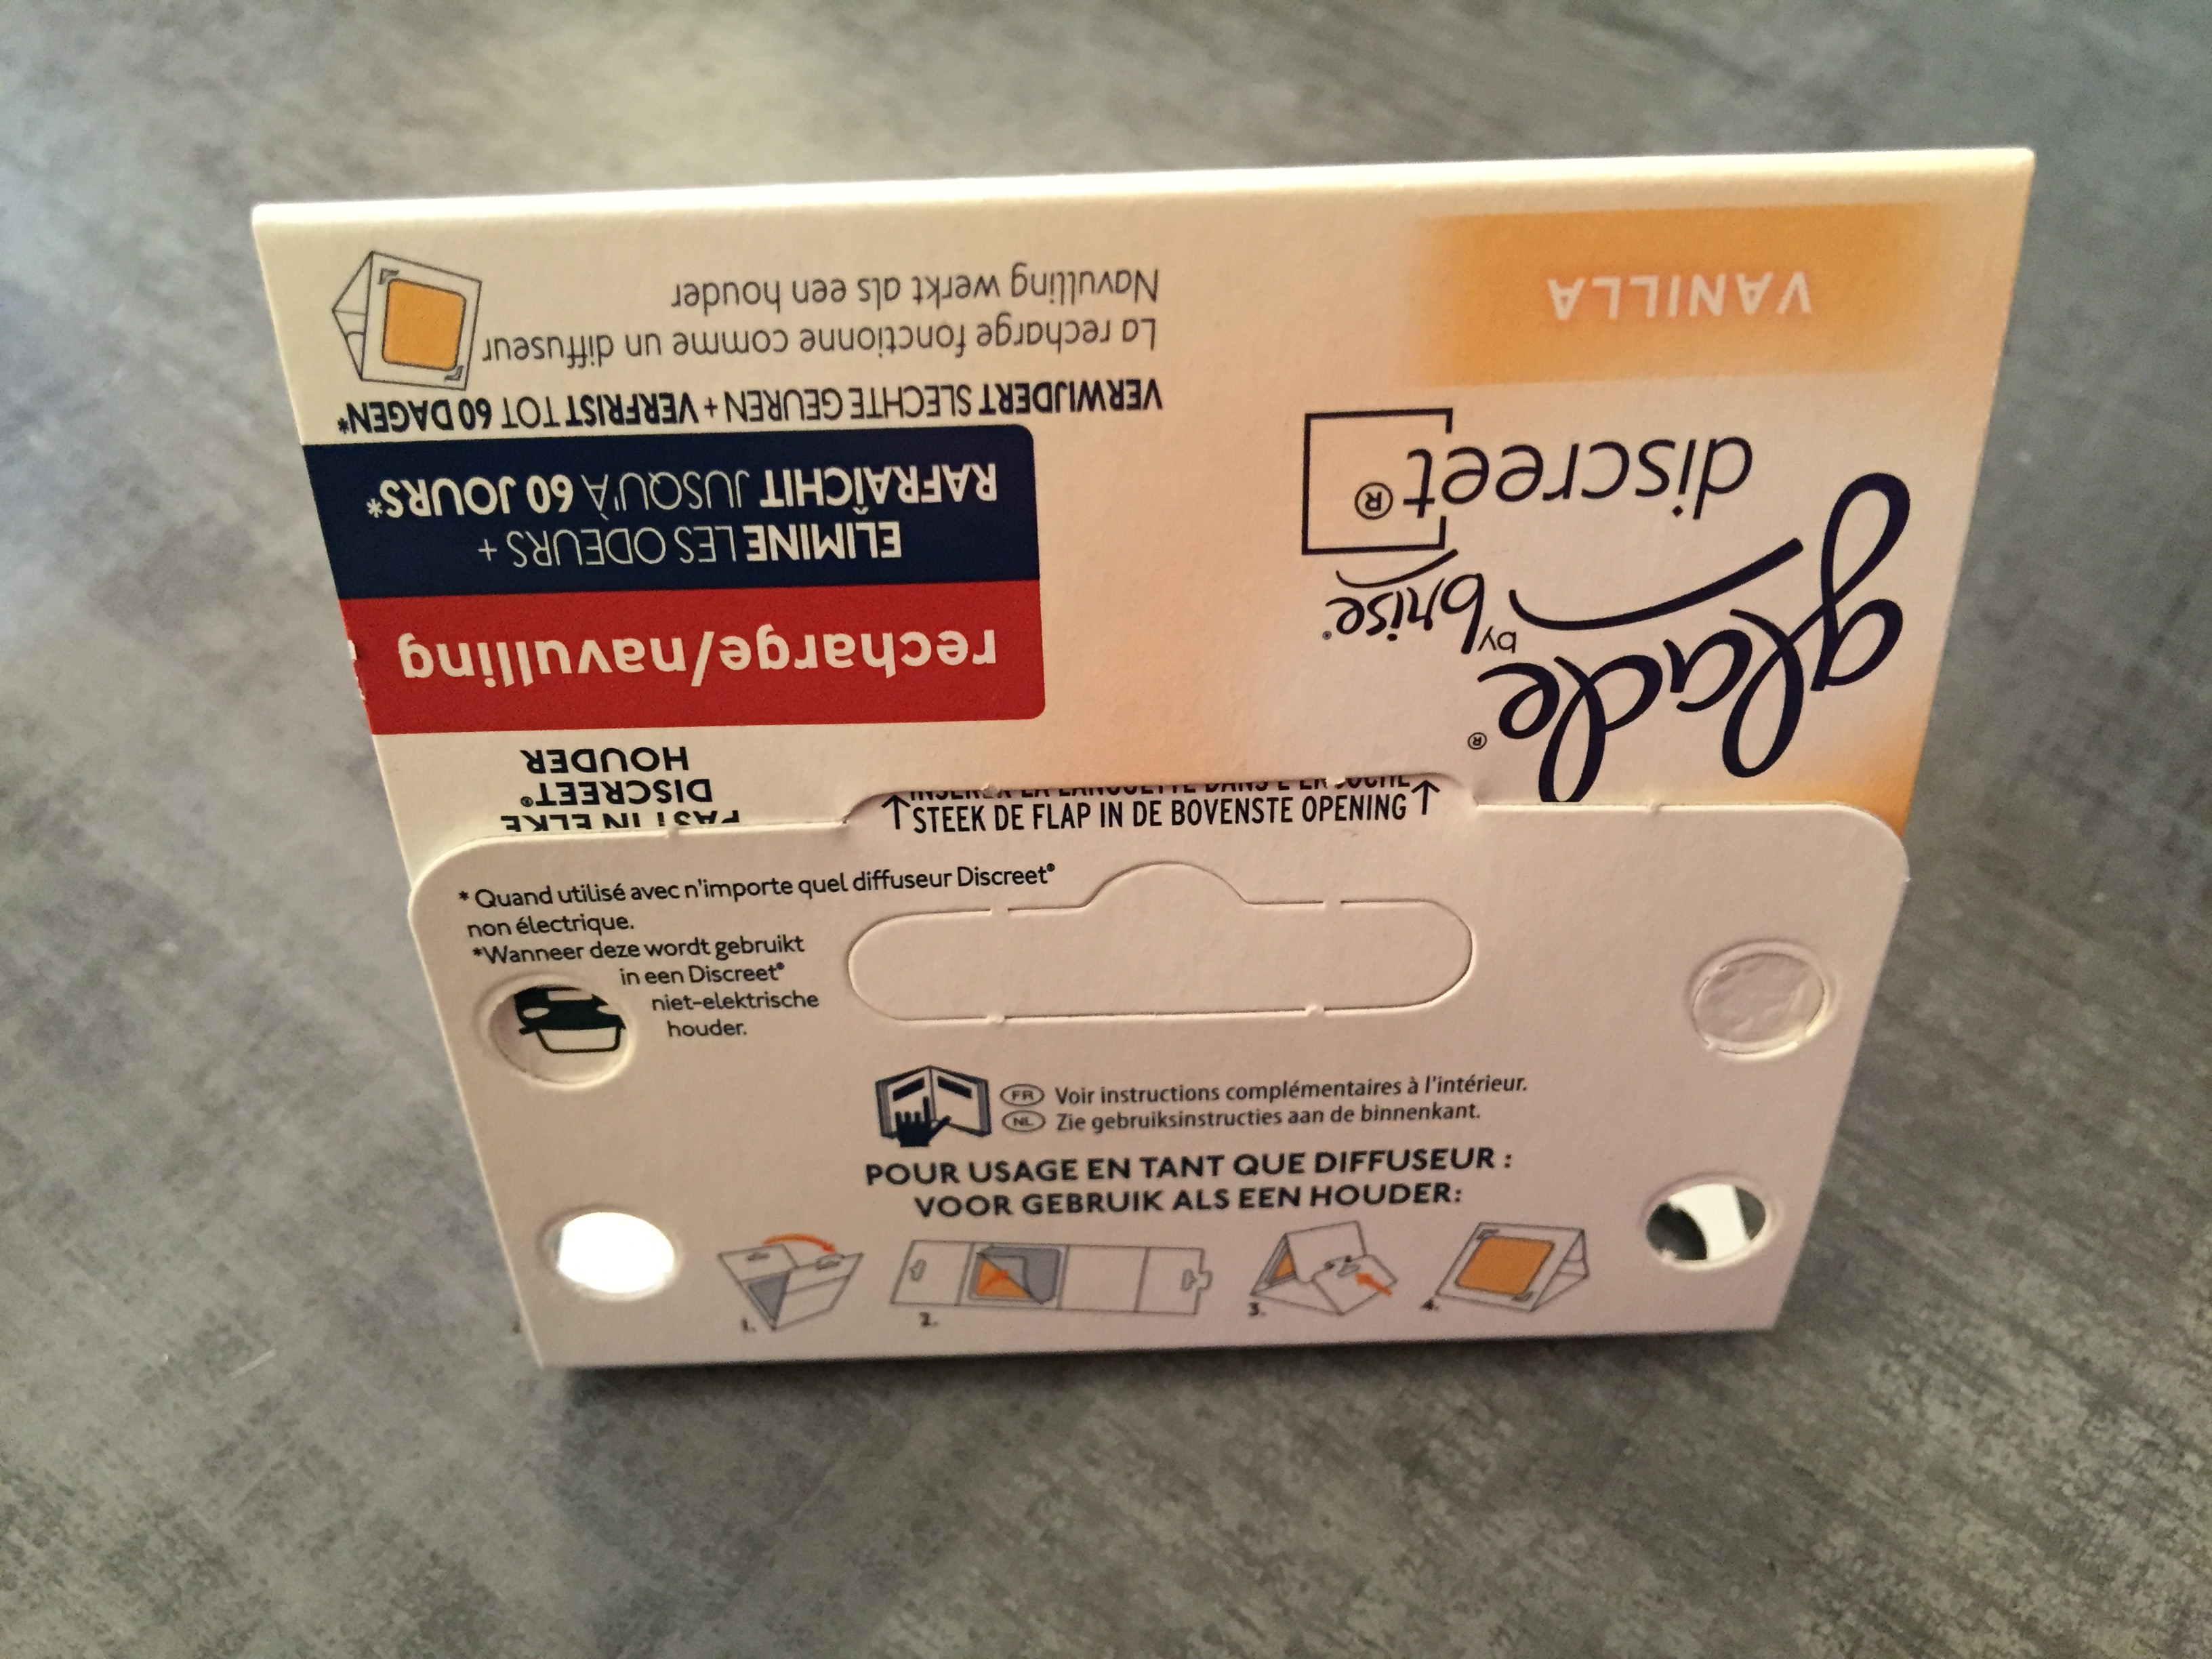 glade®
by brise®
discreet®
VANILLA
DISCREET®
HOUDER
recharge/navulling
ELIMINE LES ODEURS +
RAFRAÎCHIT JUSQU'À 60 JOURS*
VERWIJDERT SLECHTE GEUREN + VERFRIST TOT 60 DAGEN*
La recharge fonctionne comme un diffuseur
Navulling werkt als een houder
STEEK DE FLAP IN DE BOVENSTE OPENING
* Quand utilisé avec n'importe quel diffuseur Discreet®
non électrique.
*Wanneer deze wordt gebruikt
in een Discreet®
niet-elektrische
houder.
FR Voir instructions complémentaires à l'intérieur.
NL Zie gebruiksinstructies aan de binnenkant.
POUR USAGE EN TANT QUE DIFFUSEUR :
VOOR GEBRUIK ALS EEN HOUDER:
1. 2. 3. 4.